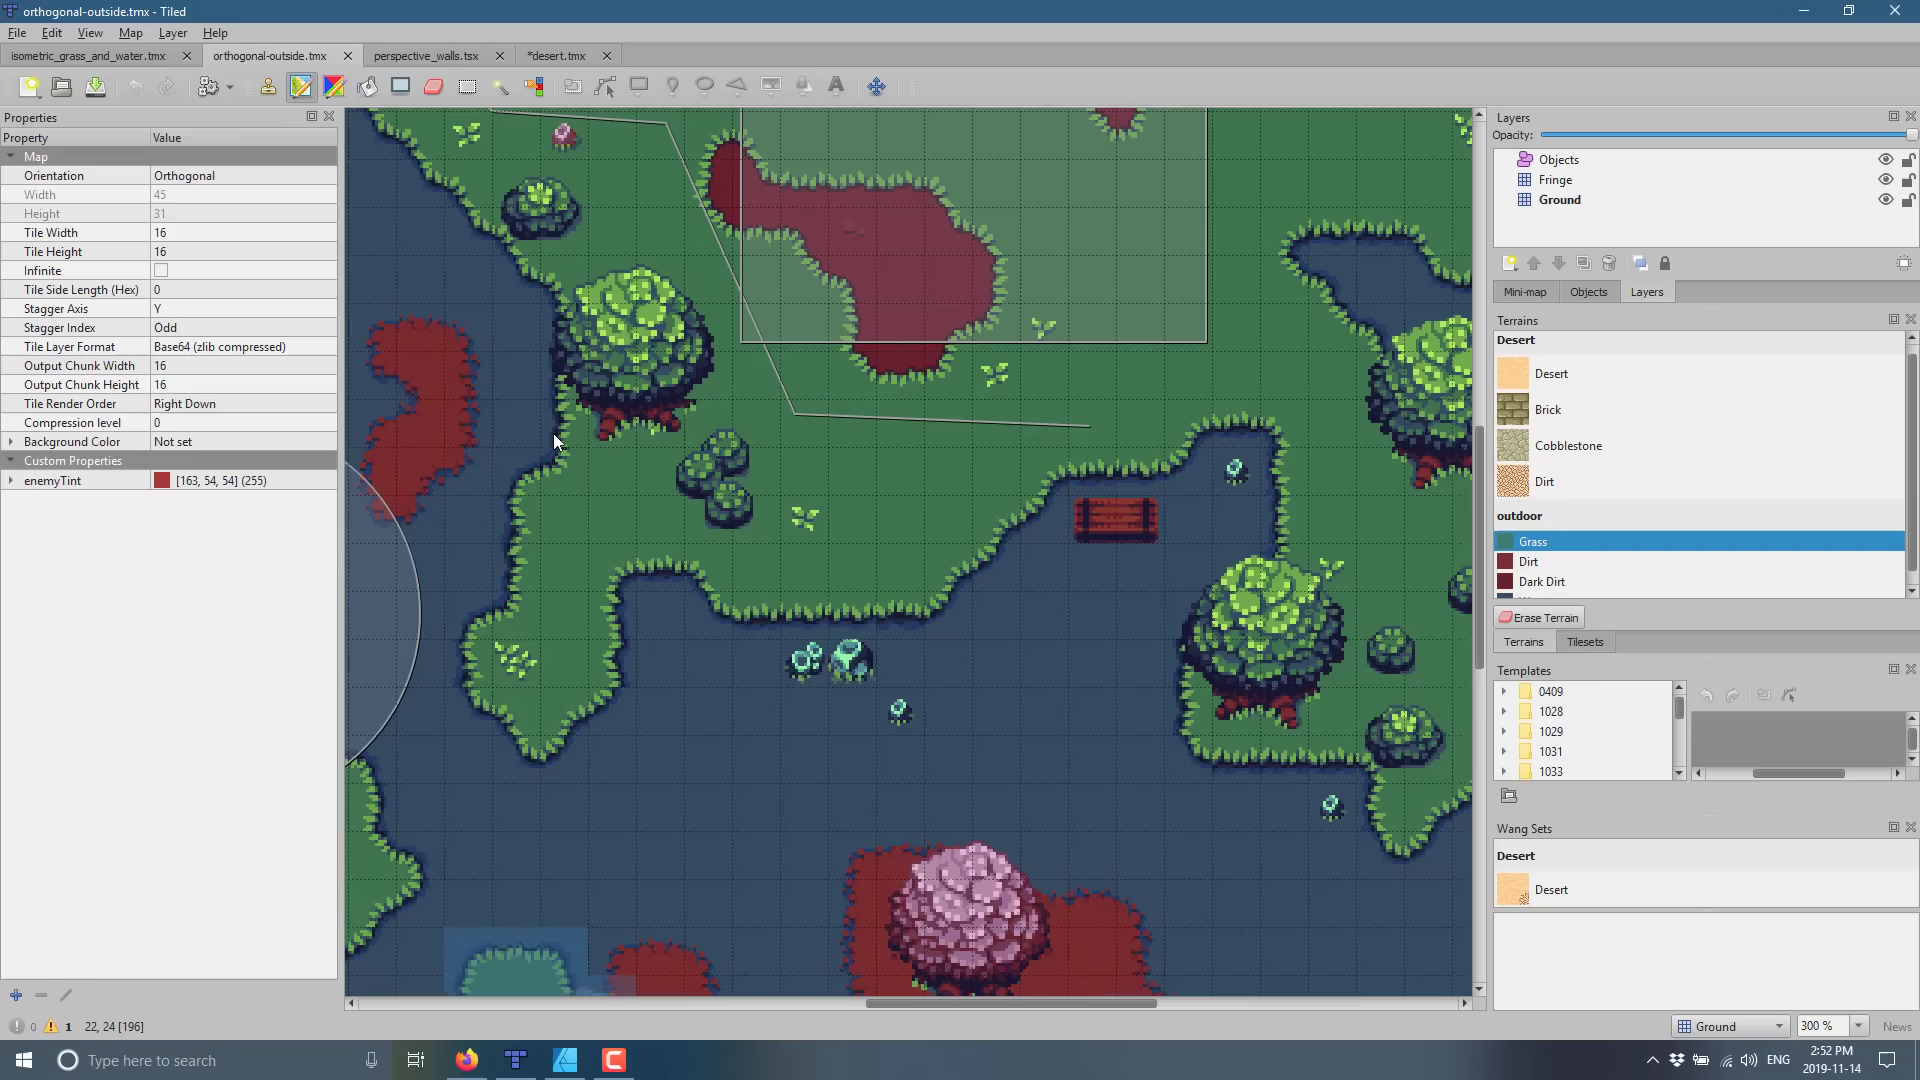 orthogonal-outside.tmx - Tiled
File Edit View Map Layer Help
isometric_grass_and_water.tmx orthogonal-outside.tmx perspective_walls.tsx *desert.tmx
Properties
Property Value
Map
Orientation Orthogonal
Width 45
Height 31
Tile Width 16
Tile Height 16
Infinite
Tile Side Length (Hex) 0
Stagger Axis Y
Stagger Index Odd
Tile Layer Format Base64 (zlib compressed)
Output Chunk Width 16
Output Chunk Height 16
Tile Render Order Right Down
Compression level 0
Background Color Not set
Custom Properties
enemyTint [163, 54, 54] (255)
0 1 22, 24 [196]
Layers
Opacity:
Objects
Fringe
Ground
Mini-map Objects Layers
Terrains
Desert
Desert
Brick
Cobblestone
Dirt
outdoor
Grass
Dirt
Dark Dirt
Erase Terrain
Terrains Tilesets
Templates
0409
1028
1029
1031
1033
Wang Sets
Desert
Desert
Ground 300 % News
Type here to search
ENG
2:52 PM
2019-11-14